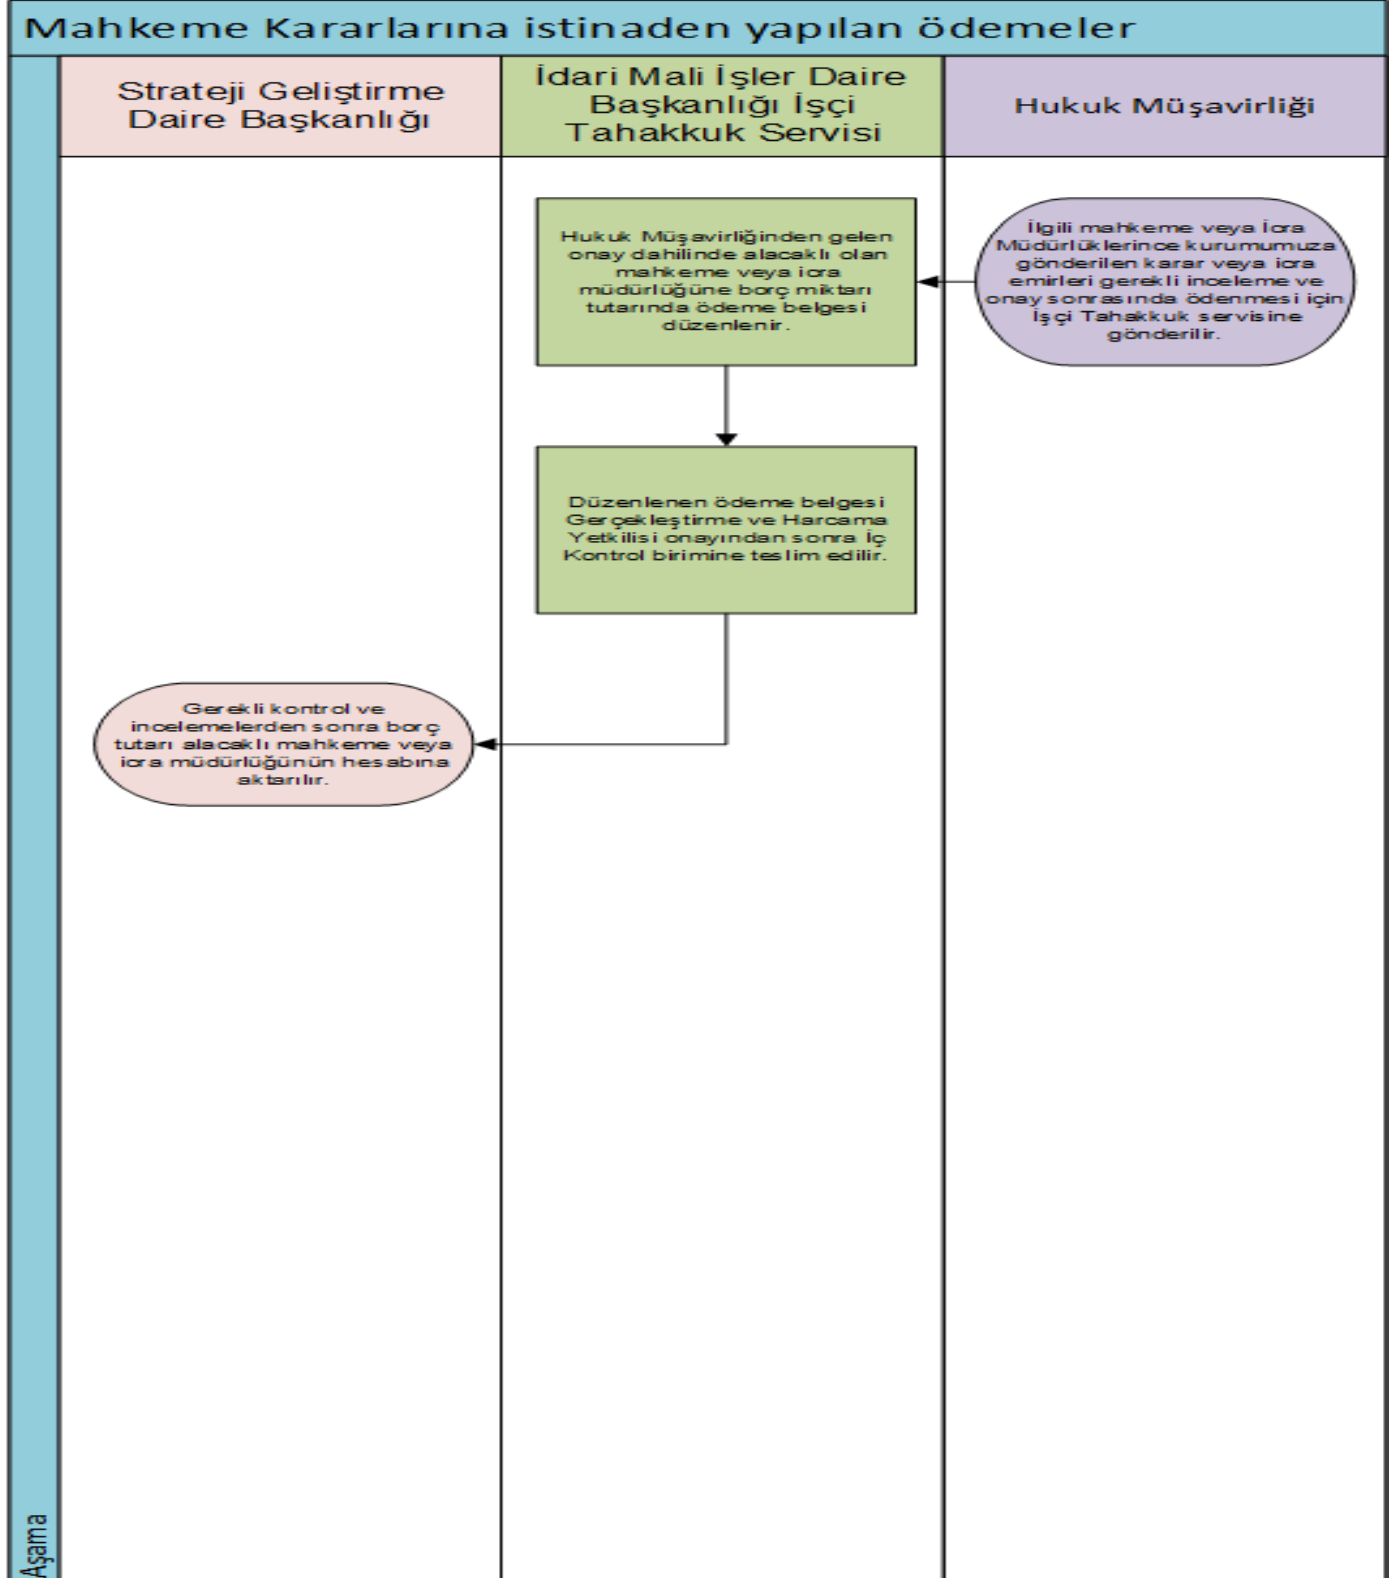 Mahkeme Kararlarına istinaden yapılan ödemeler
Strateji Geliştirme
Daire Başkanlığı
İdari Mali İşler Daire
Başkanlığı İşçi
Tahakkuk Servisi
Hukuk Müşavirliği
İlgili mahkeme veya İcra
Müdürlüklerince kurumumuza
gönderilen karar veya icra
emirleri gerekli inceleme ve
onay sonrasında ödenmesi için
İşçi Tahakkuk servisine
gönderilir.
Hukuk Müşavirliğinden gelen
onay dahilinde alacaklı olan
mahkeme veya icra
müdürlüğüne borç miktarı
tutarında ödeme belgesi
düzenlenir.
Düzenlenen ödeme belgesi
Gerçekleştirme ve Harcama
Yetkilisi onayından sonra İç
Kontrol birimine teslim edilir.
Gerekli kontrol ve
incelemelerden sonra borç
tutarı alacaklı mahkeme veya
icra müdürlüğünün hesabına
aktarılır.
Aşama